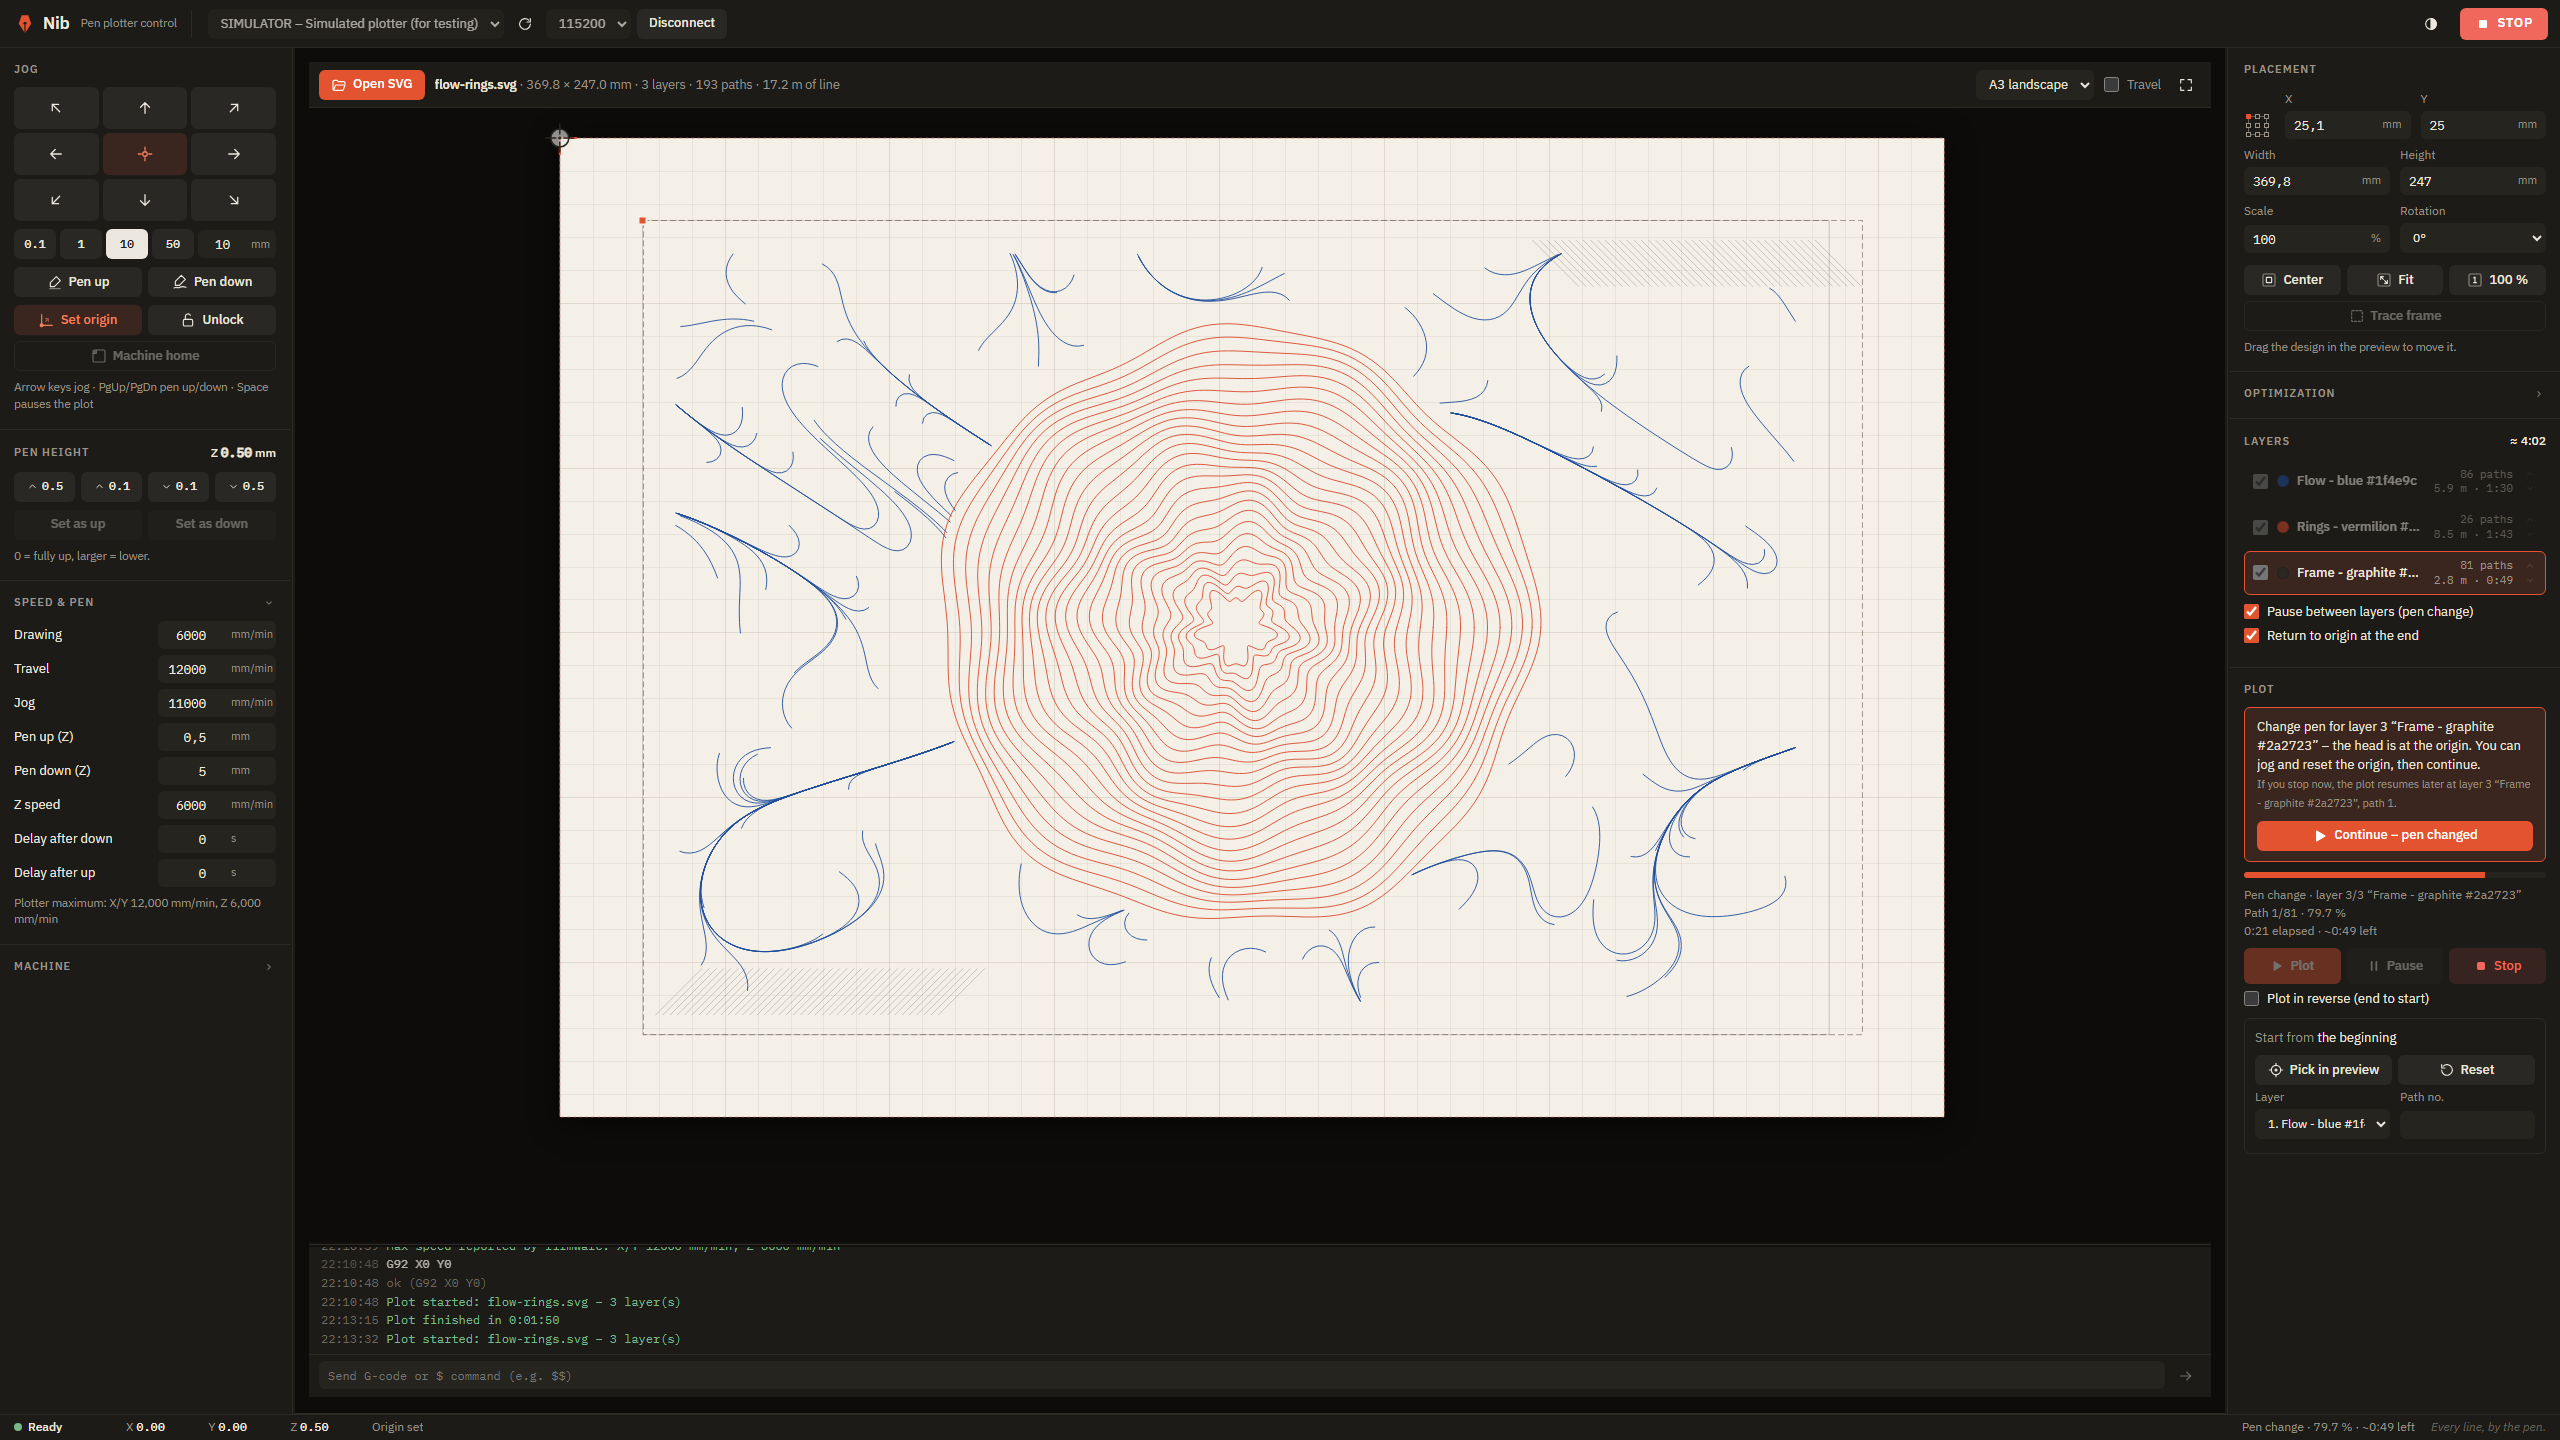 Nib Pen plotter control SIMULATOR – Simulated plotter (for testing) 115200 Disconnect STOP
JOG
0.1 1 10 50 10 mm
Pen up Pen down
Set origin Unlock
Machine home
Arrow keys jog · PgUp/PgDn pen up/down · Space
pauses the plot
PEN HEIGHT Z 0.50 mm
0.5 0.1 0.1 0.5
Set as up Set as down
0 = fully up, larger = lower.
SPEED & PEN
Drawing 6000 mm/min
Travel 12000 mm/min
Jog 11000 mm/min
Pen up (Z) 0,5 mm
Pen down (Z) 5 mm
Z speed 6000 mm/min
Delay after down 0 s
Delay after up 0 s
Plotter maximum: X/Y 12,000 mm/min, Z 6,000
mm/min
MACHINE
Open SVG flow-rings.svg · 369.8 × 247.0 mm · 3 layers · 193 paths · 17.2 m of line A3 landscape Travel
22:10:48 G92 X0 Y0
22:10:48 ok (G92 X0 Y0)
22:10:48 Plot started: flow-rings.svg – 3 layer(s)
22:13:15 Plot finished in 0:01:50
22:13:32 Plot started: flow-rings.svg – 3 layer(s)
Send G-code or $ command (e.g. $$)
PLACEMENT
X Y
25,1 mm 25 mm
Width Height
369,8 mm 247 mm
Scale Rotation
100 % 0°
Center Fit 100 %
Trace frame
Drag the design in the preview to move it.
OPTIMIZATION
LAYERS ≈ 4:02
Flow - blue #1f4e9c 86 paths
5.9 m · 1:30
Rings - vermilion #... 26 paths
8.5 m · 1:43
Frame - graphite #... 81 paths
2.8 m · 0:49
Pause between layers (pen change)
Return to origin at the end
PLOT
Change pen for layer 3 “Frame - graphite
#2a2723” – the head is at the origin. You can
jog and reset the origin, then continue.
If you stop now, the plot resumes later at layer 3 “Frame
- graphite #2a2723”, path 1.
Continue – pen changed
Pen change · layer 3/3 “Frame - graphite #2a2723”
Path 1/81 · 79.7 %
0:21 elapsed · ~0:49 left
Plot Pause Stop
Plot in reverse (end to start)
Start from the beginning
Pick in preview Reset
Layer Path no.
1. Flow - blue #1f
Ready X 0.00 Y 0.00 Z 0.50 Origin set Pen change · 79.7 % · ~0:49 left Every line, by the pen.